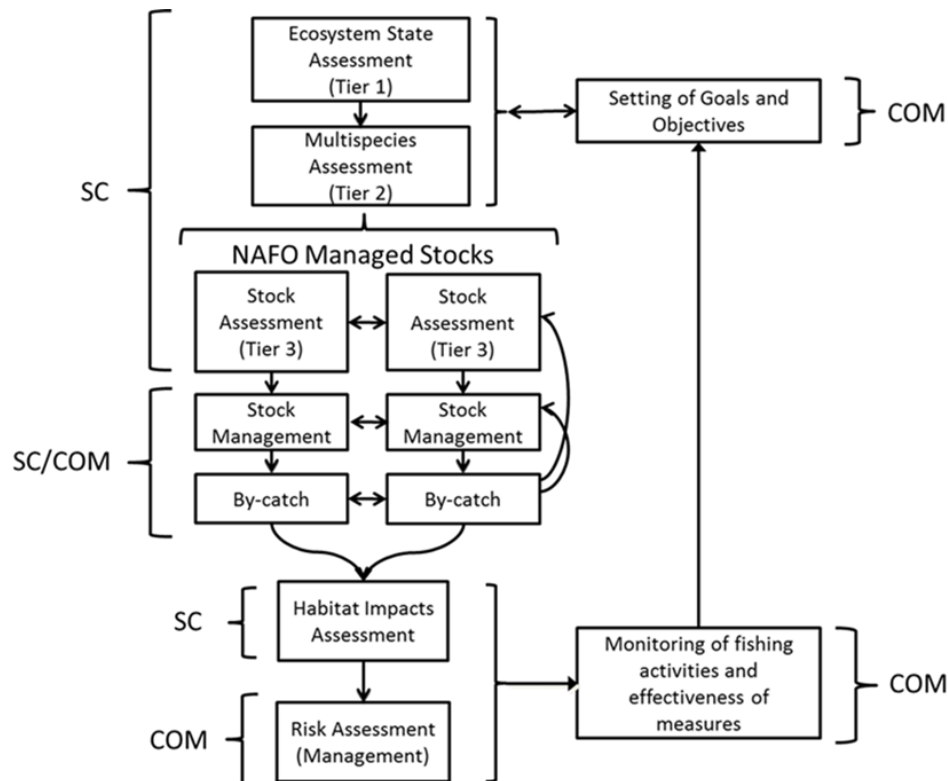 Ecosystem State
Assessment
(Tier 1)
Setting of Goals and
Objectives
COM
Multispecies
Assessment
(Tier 2)
SC
NAFO Managed Stocks
Stock
Assessment
(Tier 3)
Stock
Assessment
(Tier 3)
Stock
Management
Stock
Management
SC/COM
By-catch
By-catch
SC
Habitat Impacts
Assessment
Monitoring of fishing
activities and
effectiveness of
measures
COM
COM
Risk Assessment
(Management)